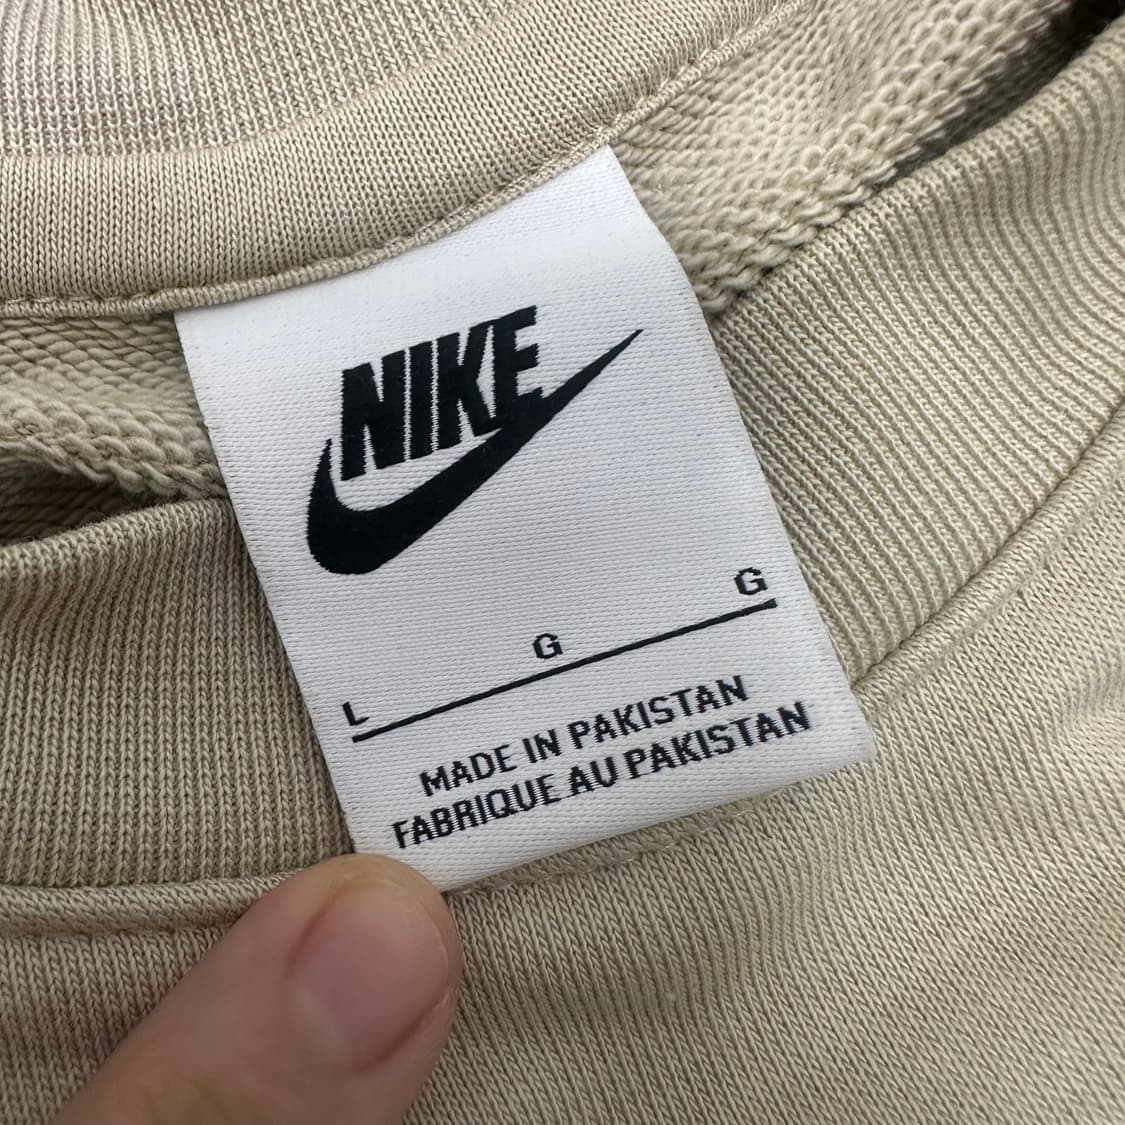 NIKE
L G G
MADE IN PAKISTAN
FABRIQUE AU PAKISTAN